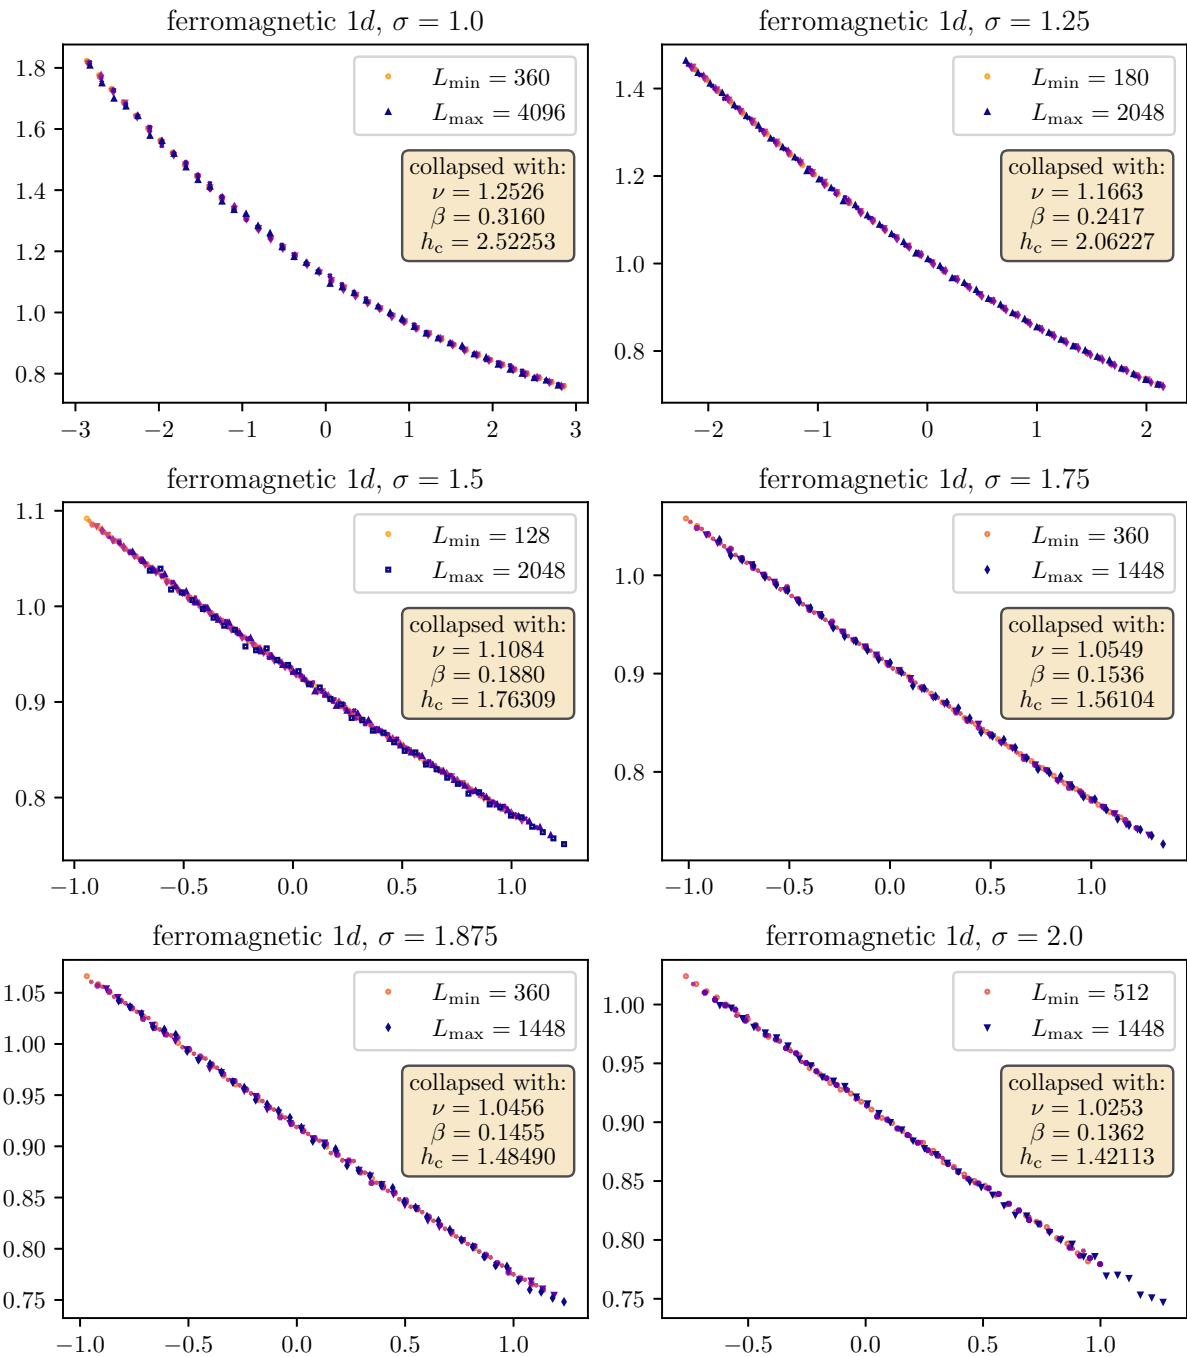 ferromagnetic 1d, σ = 1.0
L_min = 360
L_max = 4096
collapsed with:
ν = 1.2526
β = 0.3160
h_c = 2.52253
1.8
1.6
1.4
1.2
1.0
0.8
−3 −2 −1 0 1 2 3
ferromagnetic 1d, σ = 1.25
L_min = 180
L_max = 2048
collapsed with:
ν = 1.1663
β = 0.2417
h_c = 2.06227
1.4
1.2
1.0
0.8
−2 −1 0 1 2
ferromagnetic 1d, σ = 1.5
L_min = 128
L_max = 2048
collapsed with:
ν = 1.1084
β = 0.1880
h_c = 1.76309
1.1
1.0
0.9
0.8
−1.0 −0.5 0.0 0.5 1.0
ferromagnetic 1d, σ = 1.75
L_min = 360
L_max = 1448
collapsed with:
ν = 1.0549
β = 0.1536
h_c = 1.56104
1.0
0.9
0.8
−1.0 −0.5 0.0 0.5 1.0
ferromagnetic 1d, σ = 1.875
L_min = 360
L_max = 1448
collapsed with:
ν = 1.0456
β = 0.1455
h_c = 1.48490
1.05
1.00
0.95
0.90
0.85
0.80
0.75
−1.0 −0.5 0.0 0.5 1.0
ferromagnetic 1d, σ = 2.0
L_min = 512
L_max = 1448
collapsed with:
ν = 1.0253
β = 0.1362
h_c = 1.42113
1.00
0.95
0.90
0.85
0.80
0.75
−0.5 0.0 0.5 1.0